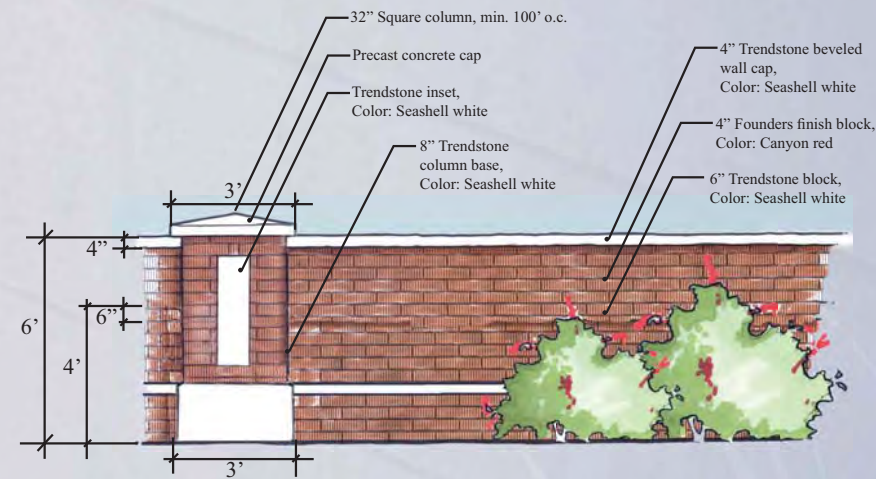 32” Square column, min. 100’ o.c.
Precast concrete cap
Trendstone inset,
Color: Seashell white
8” Trendstone
column base,
Color: Seashell white
4” Trendstone beveled
wall cap,
Color: Seashell white
4” Founders finish block,
Color: Canyon red
6” Trendstone block,
Color: Seashell white
3’
4”
6’
6”
4’
3’